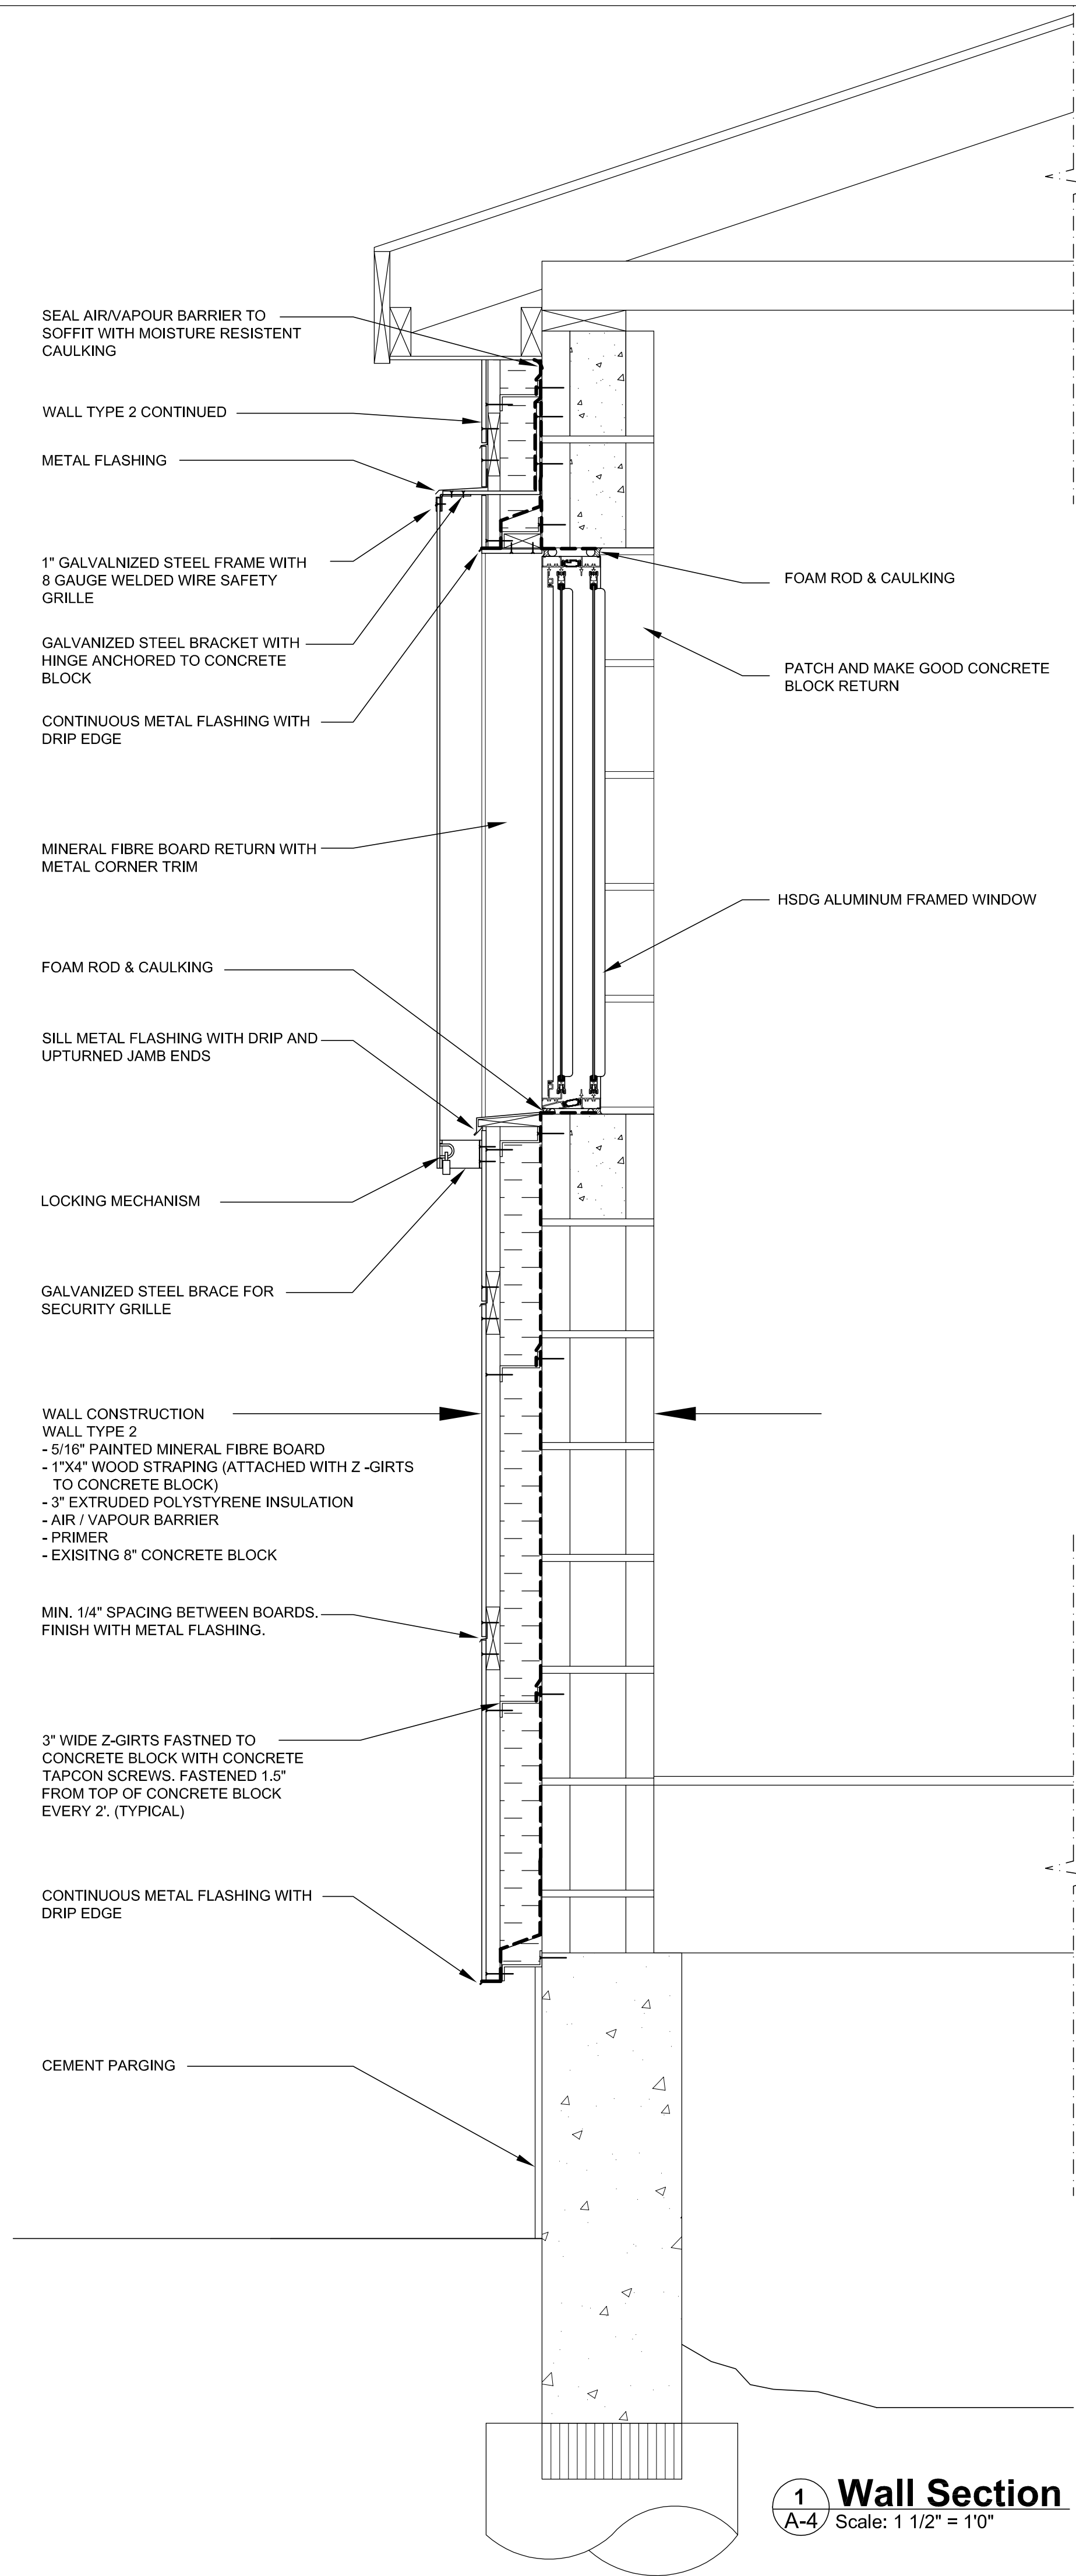 SEAL AIR/VAPOUR BARRIER TO
SOFFIT WITH MOISTURE RESISTENT
CAULKING
WALL TYPE 2 CONTINUED
METAL FLASHING
1" GALVALNIZED STEEL FRAME WITH
8 GAUGE WELDED WIRE SAFETY
GRILLE
GALVANIZED STEEL BRACKET WITH
HINGE ANCHORED TO CONCRETE
BLOCK
CONTINUOUS METAL FLASHING WITH
DRIP EDGE
MINERAL FIBRE BOARD RETURN WITH
METAL CORNER TRIM
FOAM ROD & CAULKING
SILL METAL FLASHING WITH DRIP AND
UPTURNED JAMB ENDS
LOCKING MECHANISM
GALVANIZED STEEL BRACE FOR
SECURITY GRILLE
WALL CONSTRUCTION
WALL TYPE 2
- 5/16" PAINTED MINERAL FIBRE BOARD
- 1"X4" WOOD STRAPING (ATTACHED WITH Z -GIRTS
TO CONCRETE BLOCK)
- 3" EXTRUDED POLYSTYRENE INSULATION
- AIR / VAPOUR BARRIER
- PRIMER
- EXISITNG 8" CONCRETE BLOCK
MIN. 1/4" SPACING BETWEEN BOARDS.
FINISH WITH METAL FLASHING.
3" WIDE Z-GIRTS FASTNED TO
CONCRETE BLOCK WITH CONCRETE
TAPCON SCREWS. FASTENED 1.5"
FROM TOP OF CONCRETE BLOCK
EVERY 2'. (TYPICAL)
CONTINUOUS METAL FLASHING WITH
DRIP EDGE
CEMENT PARGING
FOAM ROD & CAULKING
PATCH AND MAKE GOOD CONCRETE
BLOCK RETURN
HSDG ALUMINUM FRAMED WINDOW
1
A-4
Wall Section
Scale: 1 1/2" = 1'0"